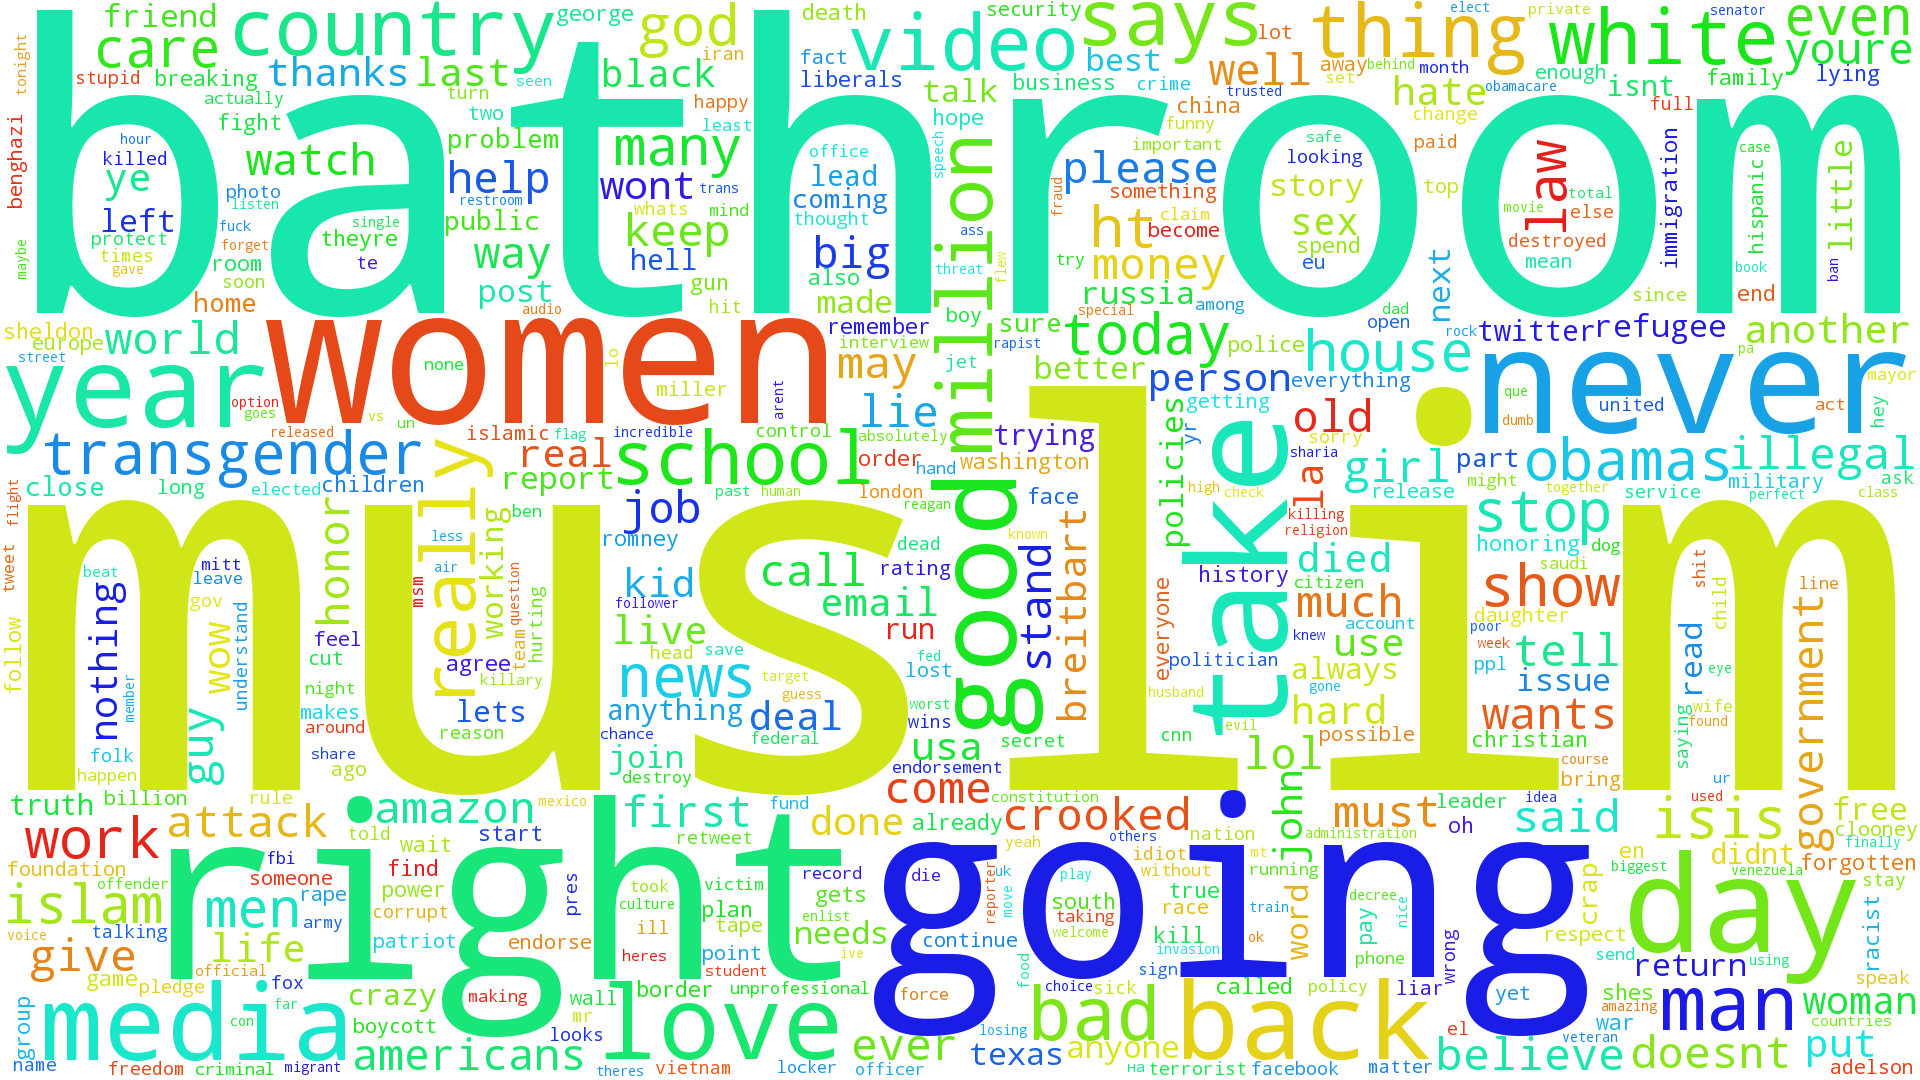 bathroom
muslim
women
right
going
never
year
good
take
day
back
media
love
man
bad
country
video
says
thing
white
even
youre
god
care
friend
thanks
last
black
george
death
security
lot
best
well
hate
isnt
family
lying
senator
private
elect
tonight
stupid
breaking
actually
turn
seen
iran
fact
liberals
business
crime
away
set
behind
month
enough
obamacare
trusted
change
full
benghazi
fight
two
happy
least
talk
hope
china
funny
important
paid
hour
killed
ye
left
protect
times
gave
watch
photo
listen
fuck
forget
room
soon
home
single
theyre
te
problem
help
restroom
public
way
post
audio
many
wont
trans
whats
mind
keep
hell
gun
hit
office
lead
coming
thought
big
also
made
speech
million
ass
threat
flew
fraud
try
please
something
claim
become
ht
money
russia
among
special
safe
looking
story
sex
spend
eu
top
law
case
total
movie
else
destroyed
mean
immigration
hispanic
book
ban
little
since
end
next
maybe
sheldon
europe
world
street
remember
interview
boy
sure
rapist
today
police
house
dad
open
rock
twitter
refugee
another
pa
mayor
none
lo
miller
may
jet
better
person
everything
option
goes
released
vs
un
arent
lie
getting
old
que
united
act
hey
dumb
transgender
islamic
flag
incredible
control
absolutely
trying
yr
sorry
sharia
girl
part
obamas
illegal
really
real
school
report
order
hand
washington
policies
la
release
might
together
service
military
perfect
class
ask
close
long
elected
children
past
human
london
reagan
face
high
check
killing
religion
stop
flight
honor
working
ben
job
romney
dead
known
stand
breitbart
honoring
dog
saudi
tweet
beat
mitt
leave
gov
nothing
wow
understand
msm
less
air
question
team
hurting
kid
follower
call
email
rating
history
died
citizen
much
show
daughter
shit
child
line
follow
feel
cut
agree
killary
live
head
save
run
everyone
knew
account
use
poor
week
tell
read
government
member
guy
night
makes
around
lets
reason
news
anything
target
guess
deal
federal
fed
lost
worst
wins
politician
husband
always
gone
hard
ppl
issue
wants
eye
wife
found
saying
folk
happen
share
ago
chance
join
destroy
usa
secret
cnn
evil
possible
christian
course
bring
ur
truth
billion
rule
amazon
mexico
first
fund
endorsement
come
constitution
lol
john
must
leader
idea
used
isis
free
work
attack
told
wait
start
retweet
done
already
crooked
others
nation
administration
oh
said
clooney
finally
foundation
fbi
someone
find
yeah
idiot
without
mt
running
en
didnt
biggest
venezuela
forgotten
islam
offender
rape
power
pres
took
culture
victim
record
gets
die
reporter
uk
move
play
south
taking
welcome
true
race
word
train
decree
pay
nice
crap
stay
voice
talking
men
army
corrupt
endorse
ill
plan
tape
enlist
needs
kill
ok
respect
racist
give
life
patriot
heres
point
live
continue
invasion
phone
wrong
send
using
speak
game
official
fox
student
food
sign
return
group
pledge
far
crazy
making
wall
border
unprofessional
force
choice
sick
called
policy
liar
yet
shes
amazing
woman
con
boycott
looks
mr
losing
el
veteran
war
countries
name
freedom
criminal
migrant
americans
theres
vietnam
locker
ever
officer
texas
anyone
на
terrorist
facebook
matter
believe
doesnt
put
adelson